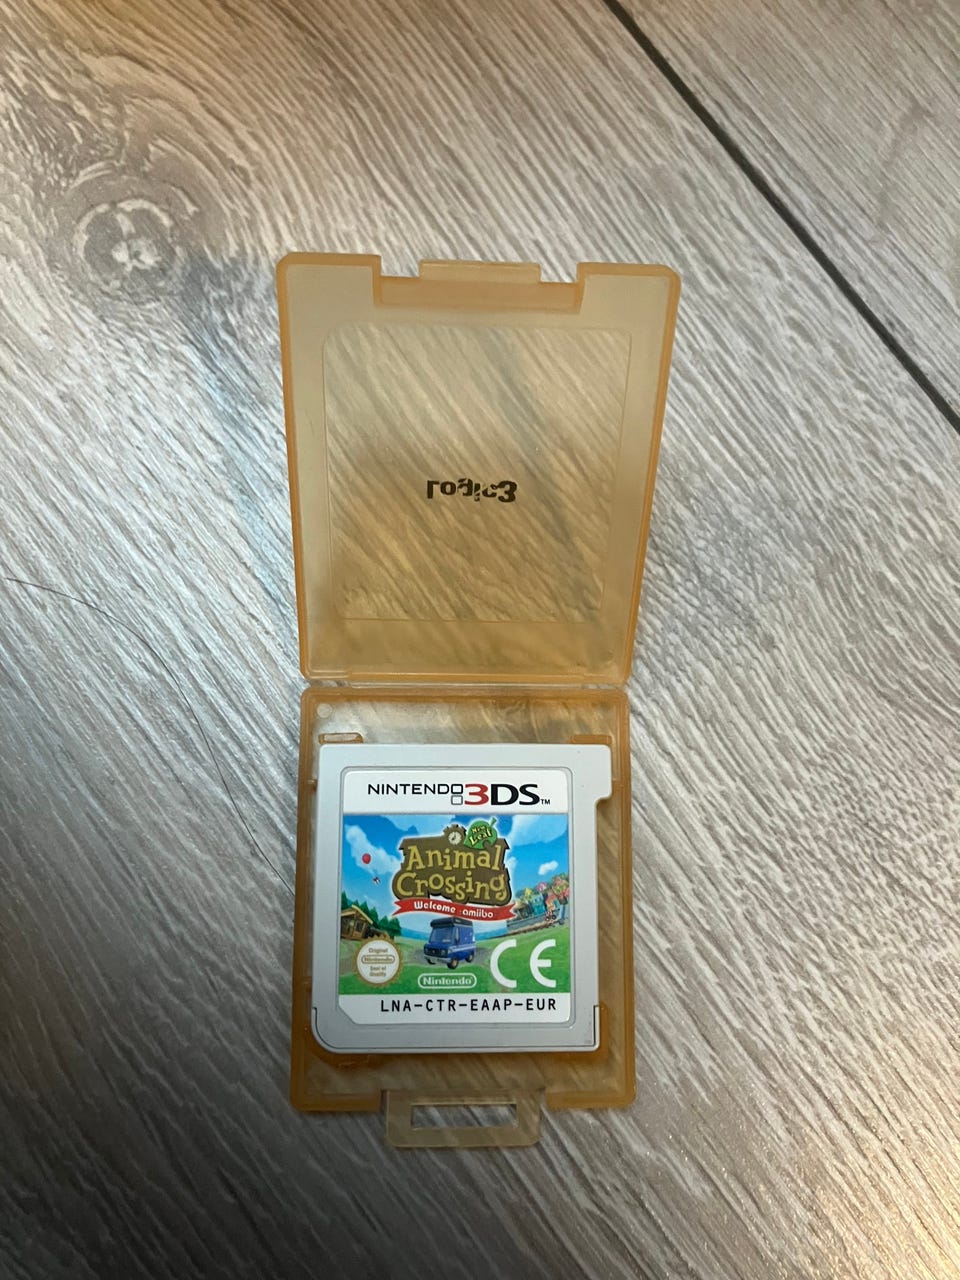 Logic3
NINTENDO 3DS™
New
Leaf
Animal
Crossing
Welcome amiibo
Original
Nintendo
Seal of
Quality
Nintendo
CE
LNA-CTR-EAAP-EUR